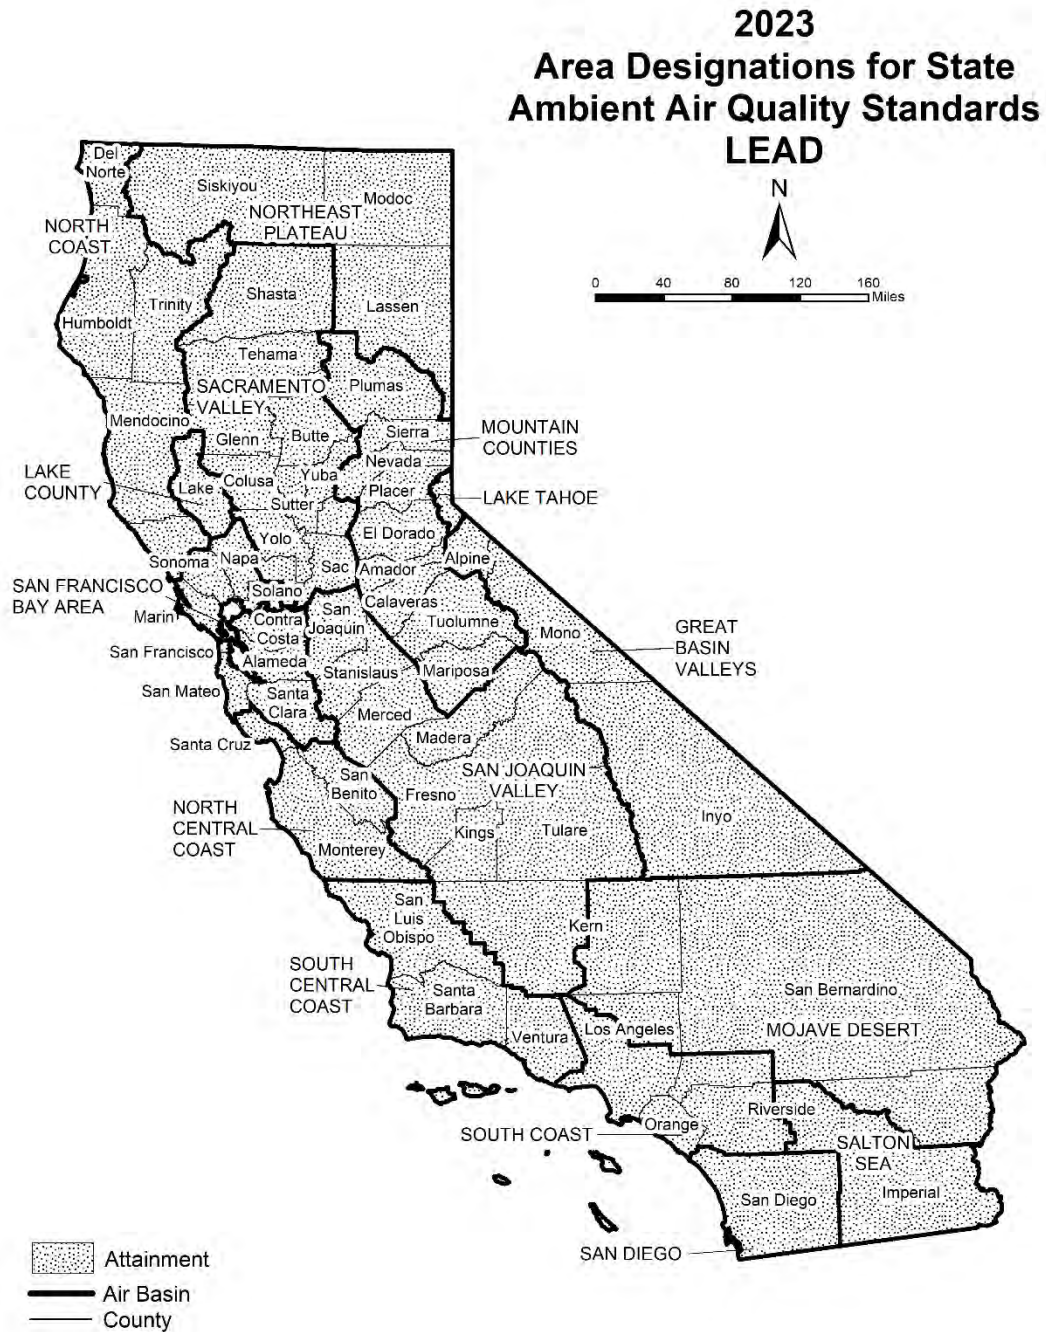 2023
Area Designations for State
Ambient Air Quality Standards
LEAD
N
0 40 80 120 160
Miles
Del
Norte
Siskiyou
Modoc
NORTHEAST
PLATEAU
NORTH
COAST
Shasta
Trinity
Lassen
Humboldt
Tehama
Plumas
SACRAMENTO
VALLEY
Mendocino
Butte
Sierra
Glenn
MOUNTAIN
COUNTIES
Nevada
LAKE
COUNTY
Lake
Colusa
Yuba
Placer
LAKE TAHOE
Sutter
El Dorado
Yolo
Napa
Alpine
Sonoma
Sac
Amador
SAN FRANCISCO
BAY AREA
Solano
Calaveras
San
Joaquin
Marin
Contra
Costa
Tuolumne
Mono
GREAT
BASIN
VALLEYS
San Francisco
Alameda
Stanislaus
Mariposa
San Mateo
Santa
Clara
Merced
Madera
Santa Cruz
San
Benito
SAN JOAQUIN
VALLEY
Fresno
NORTH
CENTRAL
COAST
Inyo
Kings
Tulare
Monterey
San
Luis
Obispo
Kern
SOUTH
CENTRAL
COAST
Santa
Barbara
San Bernardino
Ventura
Los Angeles
MOJAVE DESERT
Riverside
Orange
SOUTH COAST
SALTON
SEA
San Diego
Imperial
SAN DIEGO
Attainment
Air Basin
County